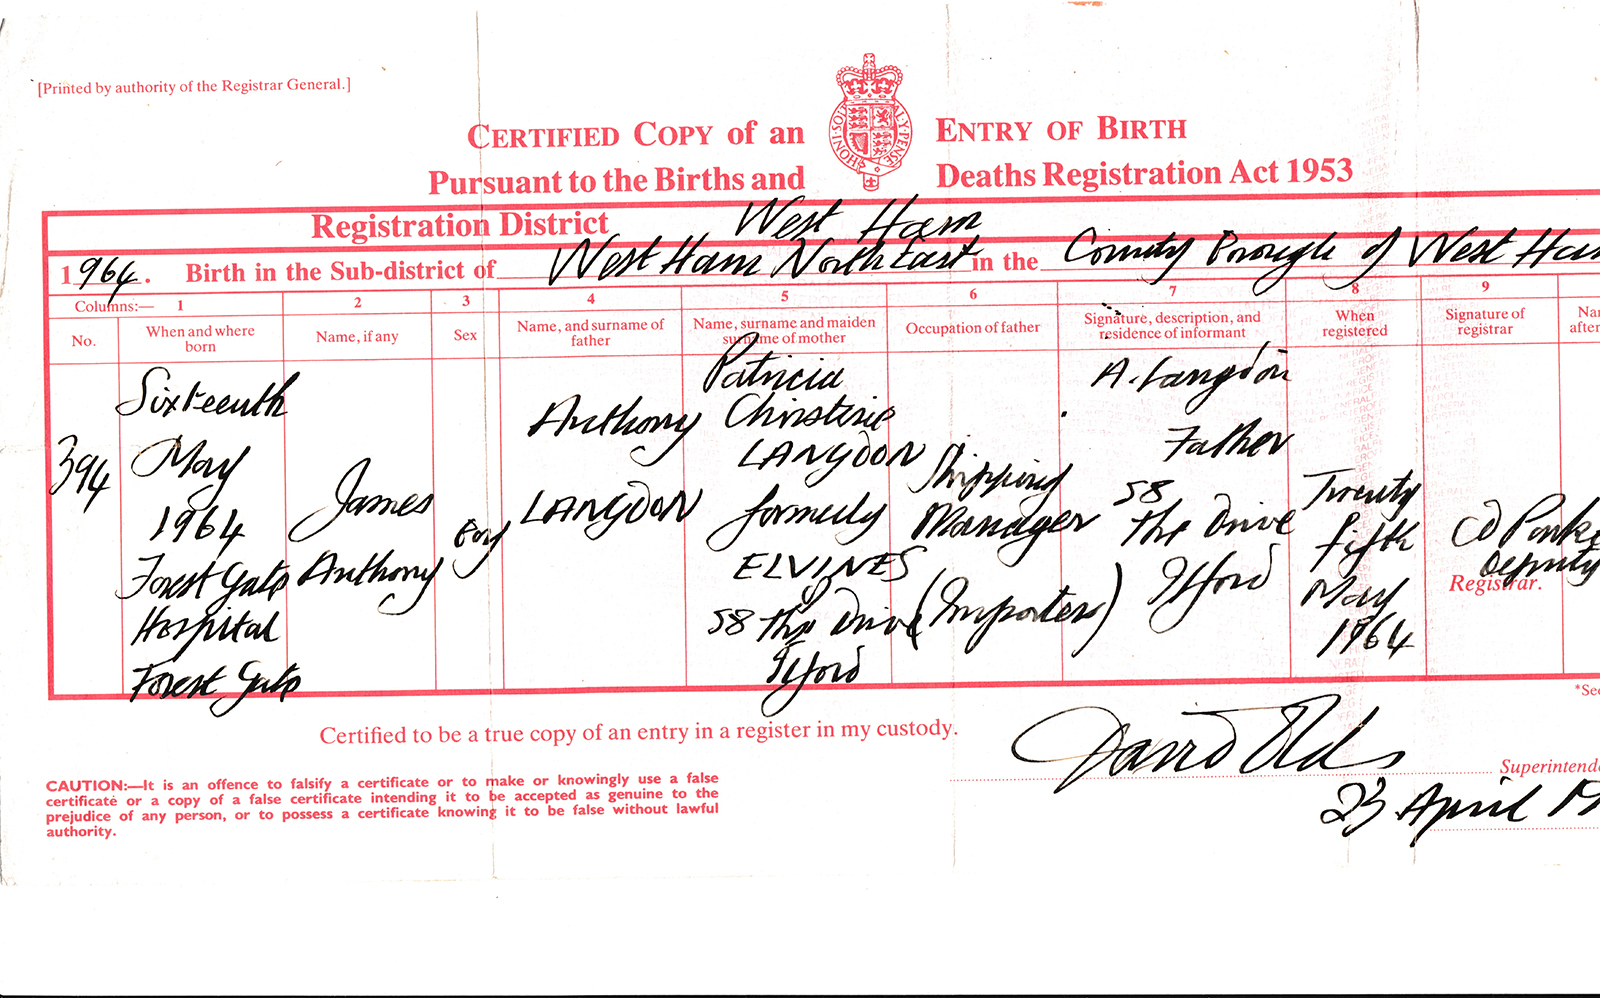 [Printed by authority of the Registrar General.]
CERTIFIED COPY of an ENTRY OF BIRTH
Pursuant to the Births and Deaths Registration Act 1953
HONI·SOIT AL·Y·PENSE
Registration District West Ham
1964. Birth in the Sub-district of West Ham North East in the County Borough of West Ham
Columns:— 1 2 3 4 5 6 7 8 9
No.
When and where born
Name, if any
Sex
Name, and surname of father
Name, surname and maiden surname of mother
Occupation of father
Signature, description, and residence of informant
When registered
Signature of registrar
394
Sixteenth
May
1964
Forest Gate
Hospital
Forest Gate
James
Anthony
Boy
Anthony
LANGDON
Patricia
Christine
LANGDON
formerly
ELVINES
58 The Drive
Ilford
Shipping
Manager
(Importers)
A. Langdon
Father
58
The Drive
Ilford
Twenty
fifth
May
1964
Deputy
Registrar.
Certified to be a true copy of an entry in a register in my custody.
CAUTION:—It is an offence to falsify a certificate or to make or knowingly use a false
certificate or a copy of a false certificate intending it to be accepted as genuine to the
prejudice of any person, or to possess a certificate knowing it to be false without lawful
authority.
David
Superintende
23 April 19